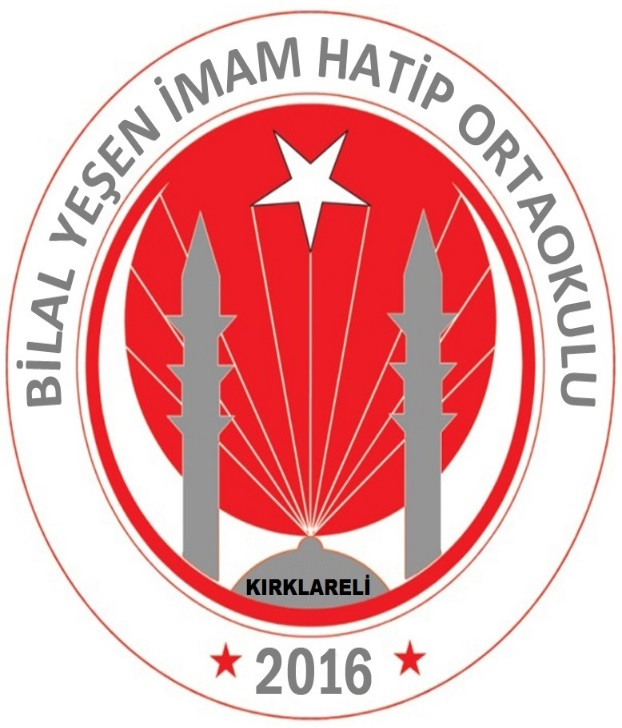 BİLAL YEŞEN İMAM HATİP ORTAOKULU
KIRKLARELİ
2016